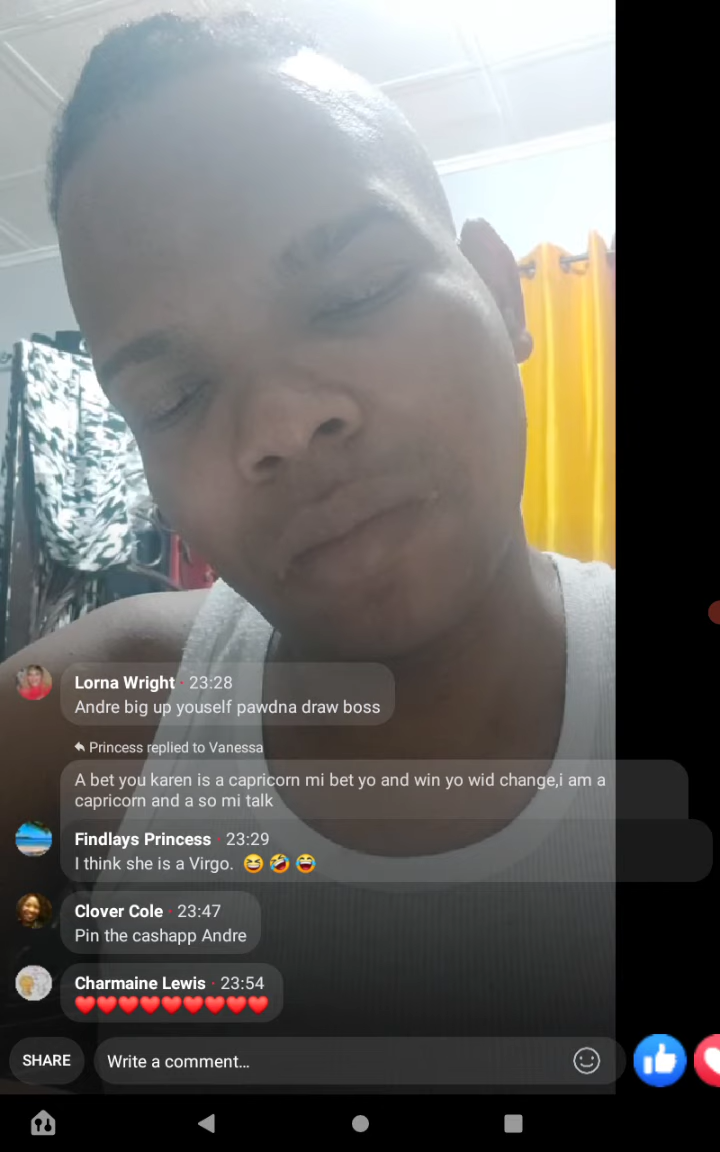 Lorna Wright · 23:28
Andre big up youself pawdna draw boss
Princess replied to Vanessa
A bet you karen is a capricorn mi bet yo and win yo wid change,i am a
capricorn and a so mi talk
Findlays Princess · 23:29
I think she is a Virgo. 😆🤣😂
Clover Cole · 23:47
Pin the cashapp Andre
Charmaine Lewis · 23:54
❤️❤️❤️❤️❤️❤️❤️❤️❤️
SHARE
Write a comment...